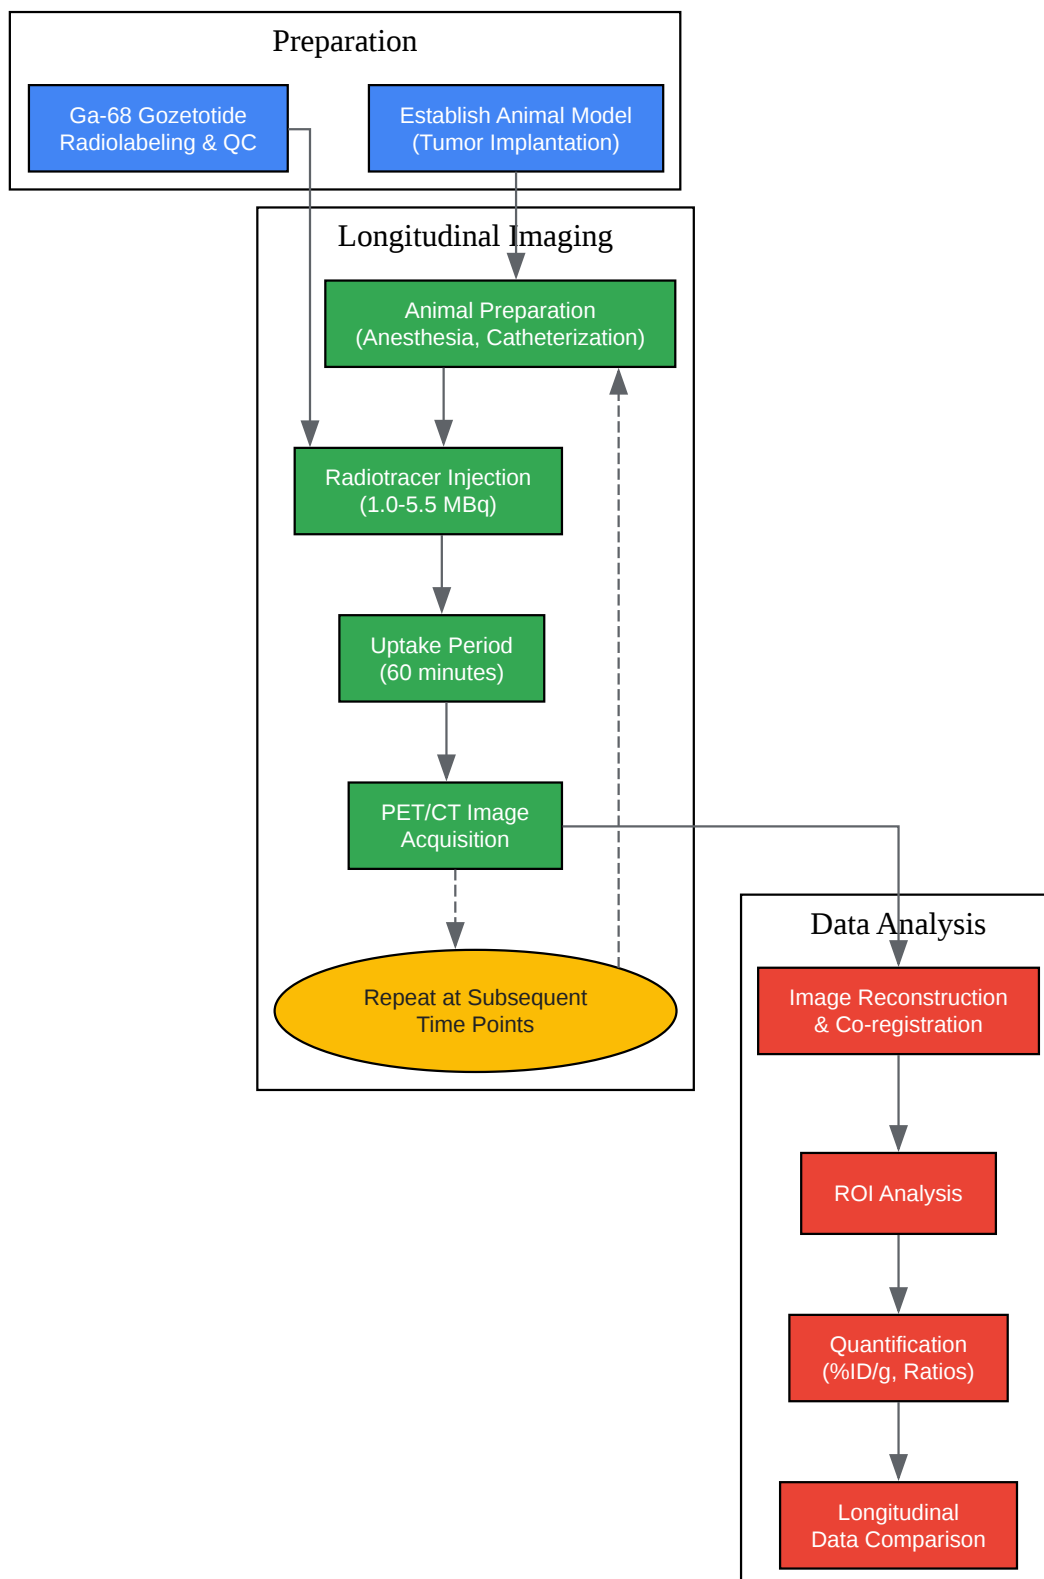 Preparation
Ga-68 Gozetotide
Radiolabeling & QC
Establish Animal Model
(Tumor Implantation)
Longitudinal Imaging
Animal Preparation
(Anesthesia, Catheterization)
Radiotracer Injection
(1.0-5.5 MBq)
Uptake Period
(60 minutes)
PET/CT Image
Acquisition
Repeat at Subsequent
Time Points
Data Analysis
Image Reconstruction
& Co-registration
ROI Analysis
Quantification
(%ID/g, Ratios)
Longitudinal
Data Comparison